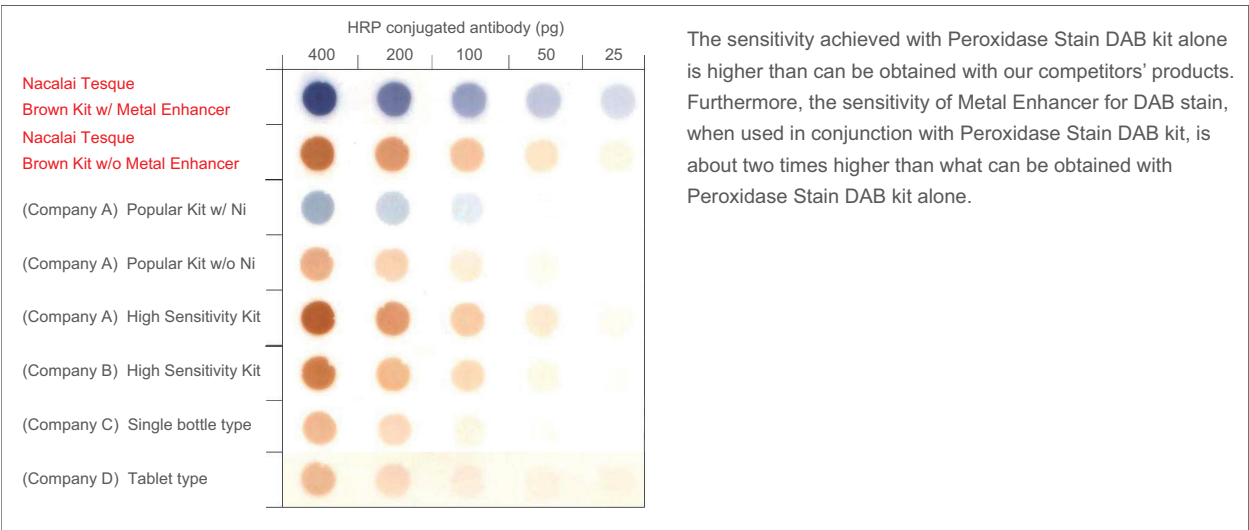 HRP conjugated antibody (pg)
400 200 100 50 25
Nacalai Tesque
Brown Kit w/ Metal Enhancer
Nacalai Tesque
Brown Kit w/o Metal Enhancer
(Company A) Popular Kit w/ Ni
(Company A) Popular Kit w/o Ni
(Company A) High Sensitivity Kit
(Company B) High Sensitivity Kit
(Company C) Single bottle type
(Company D) Tablet type
The sensitivity achieved with Peroxidase Stain DAB kit alone
is higher than can be obtained with our competitors’ products.
Furthermore, the sensitivity of Metal Enhancer for DAB stain,
when used in conjunction with Peroxidase Stain DAB kit, is
about two times higher than what can be obtained with
Peroxidase Stain DAB kit alone.